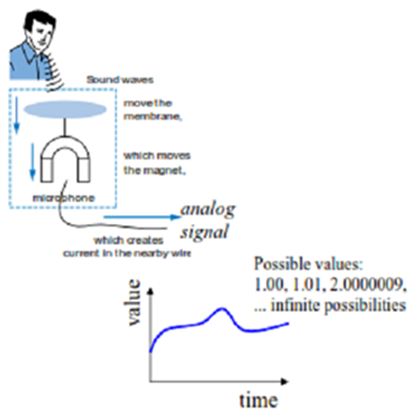 Sound waves
move the
membrane,
which moves
the magnet,
microphone
analog
signal
which creates
current in the nearby wire
Possible values:
1.00, 1.01, 2.0000009,
... infinite possibilities
value
time